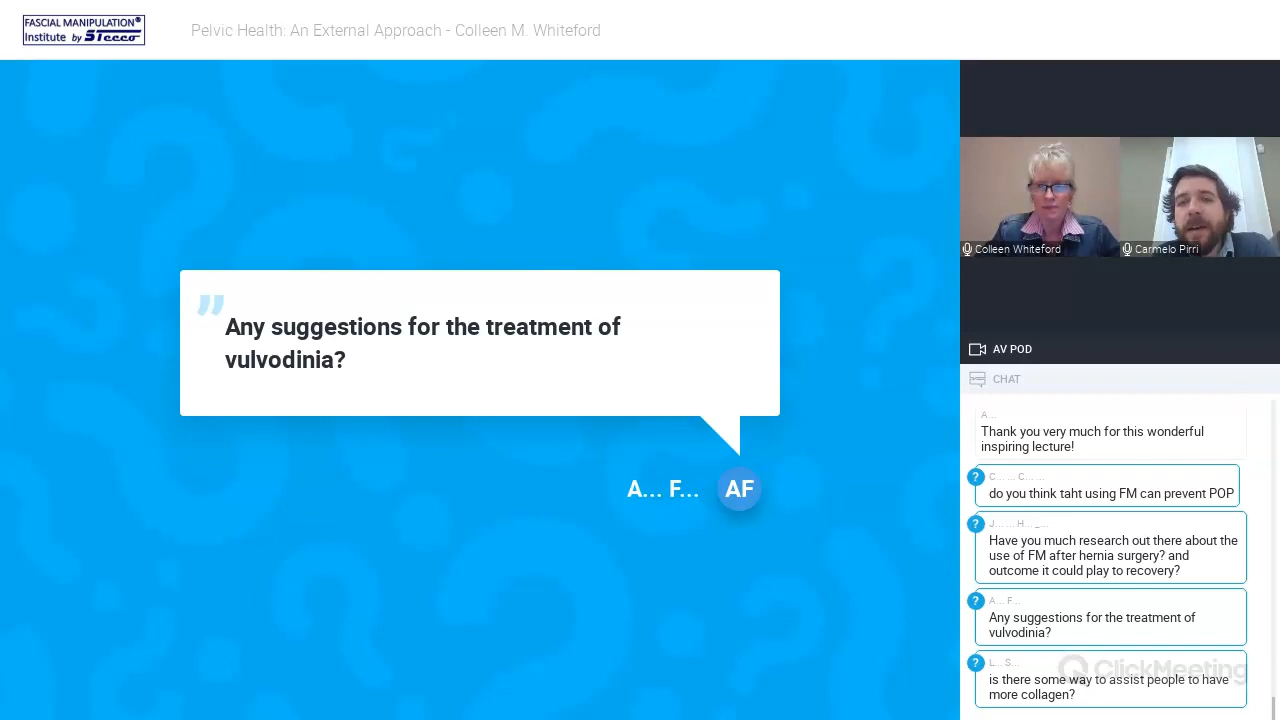 FASCIAL MANIPULATION®
Institute by Stecco
Pelvic Health: An External Approach - Colleen M. Whiteford
Any suggestions for the treatment of
vulvodinia?
A... F...
AF
Colleen Whiteford
Carmelo Pirri
AV POD
CHAT
A...
Thank you very much for this wonderful
inspiring lecture!
?
C... ... C... ...
do you think taht using FM can prevent POP
?
J... ... H... _...
Have you much research out there about the
use of FM after hernia surgery? and
outcome it could play to recovery?
?
A... F...
Any suggestions for the treatment of
vulvodinia?
?
L... S...
ClickMeeting
is there some way to assist people to have
more collagen?